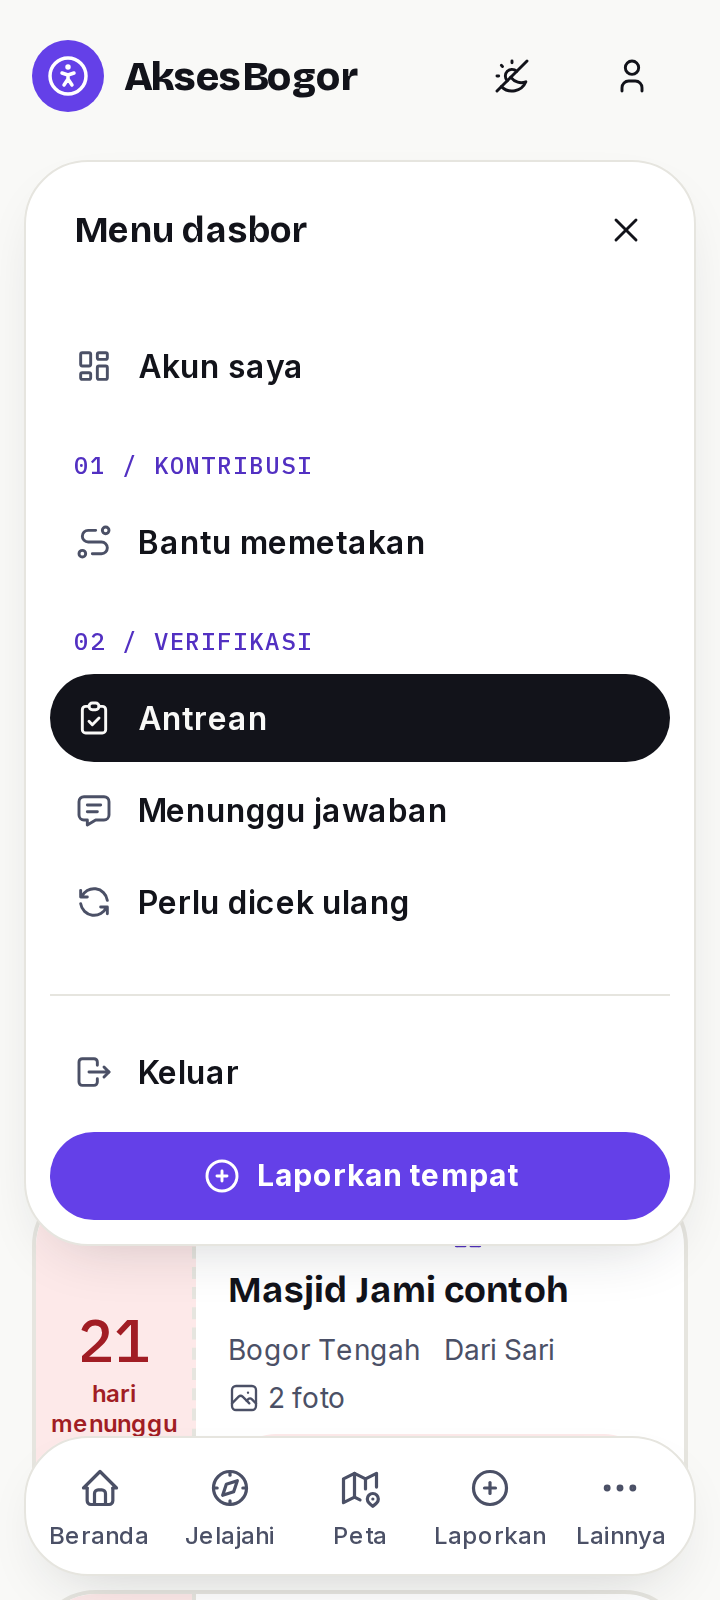 AksesBogor
Menu dasbor
Akun saya
01 / KONTRIBUSI
Bantu memetakan
02 / VERIFIKASI
Antrean
Menunggu jawaban
Perlu dicek ulang
Keluar
Laporkan tempat
Masjid Jami contoh
21
hari
menunggu
Bogor Tengah Dari Sari
2 foto
Beranda
Jelajahi
Peta
Laporkan
Lainnya